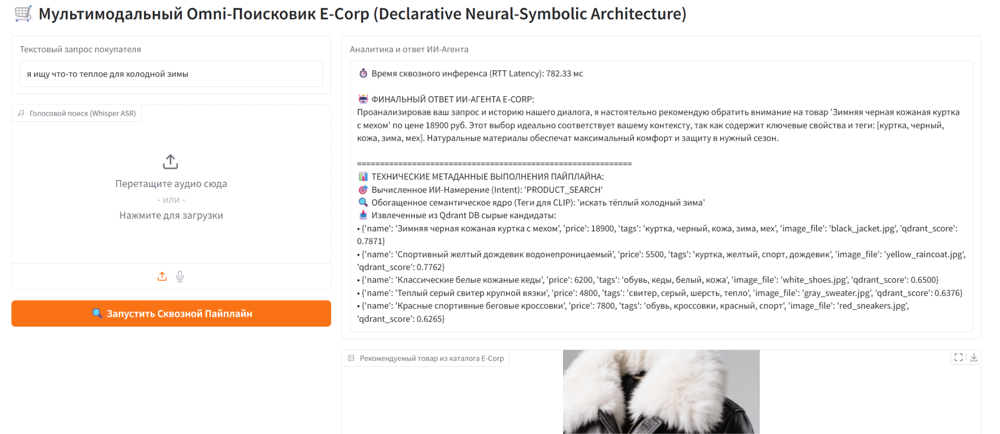 Мультимодальный Omni-Поисковик E-Corp (Declarative Neural-Symbolic Architecture)
Текстовый запрос покупателя
я ищу что-то теплое для холодной зимы
Голосовой поиск (Whisper ASR)
Перетащите аудио сюда
- или -
Нажмите для загрузки
Запустить Сквозной Пайплайн
Аналитика и ответ ИИ-Агента
Время сквозного инференса (RTT Latency): 782.33 мс
ФИНАЛЬНЫЙ ОТВЕТ ИИ-АГЕНТА E-CORP:
Проанализировав ваш запрос и историю нашего диалога, я настоятельно рекомендую обратить внимание на товар 'Зимняя черная кожаная куртка
с мехом' по цене 18900 руб. Этот выбор идеально соответствует вашему контексту, так как содержит ключевые свойства и теги: [куртка, черный,
кожа, зима, мех]. Натуральные материалы обеспечат максимальный комфорт и защиту в нужный сезон.
============================================================
ТЕХНИЧЕСКИЕ МЕТАДАННЫЕ ВЫПОЛНЕНИЯ ПАЙПЛАЙНА:
Вычисленное ИИ-Намерение (Intent): 'PRODUCT_SEARCH'
Обогащенное семантическое ядро (Теги для CLIP): 'искать тёплый холодный зима'
Извлеченные из Qdrant DB сырые кандидаты:
• {'name': 'Зимняя черная кожаная куртка с мехом', 'price': 18900, 'tags': 'куртка, черный, кожа, зима, мех', 'image_file': 'black_jacket.jpg', 'qdrant_score':
0.7871}
• {'name': 'Спортивный желтый дождевик водонепроницаемый', 'price': 5500, 'tags': 'куртка, желтый, спорт, дождевик', 'image_file': 'yellow_raincoat.jpg',
'qdrant_score': 0.7762}
• {'name': 'Классические белые кожаные кеды', 'price': 6200, 'tags': 'обувь, кеды, белый, кожа', 'image_file': 'white_shoes.jpg', 'qdrant_score': 0.6500}
• {'name': 'Теплый серый свитер крупной вязки', 'price': 4800, 'tags': 'свитер, серый, шерсть, тепло', 'image_file': 'gray_sweater.jpg', 'qdrant_score': 0.6376}
• {'name': 'Красные спортивные беговые кроссовки', 'price': 7800, 'tags': 'обувь, кроссовки, красный, спорт', 'image_file': 'red_sneakers.jpg',
'qdrant_score': 0.6265}
Рекомендуемый товар из каталога E-Corp